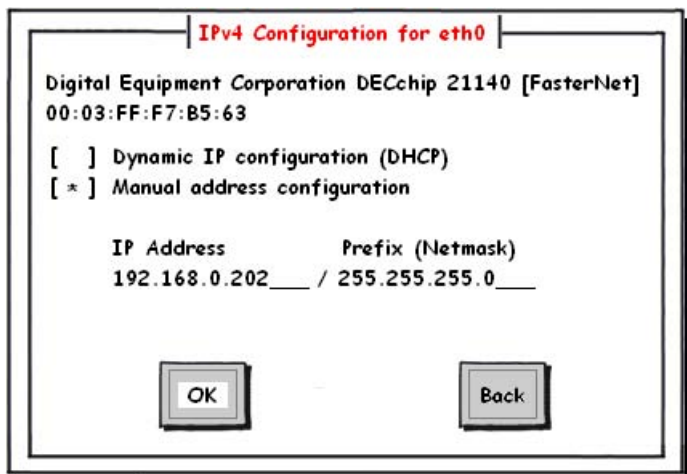 IPv4 Configuration for eth0
Digital Equipment Corporation DECchip 21140 [FasterNet]
00:03:FF:F7:B5:63
[ ] Dynamic IP configuration (DHCP)
[ * ] Manual address configuration
IP Address Prefix (Netmask)
192.168.0.202___ / 255.255.255.0___
OK Back